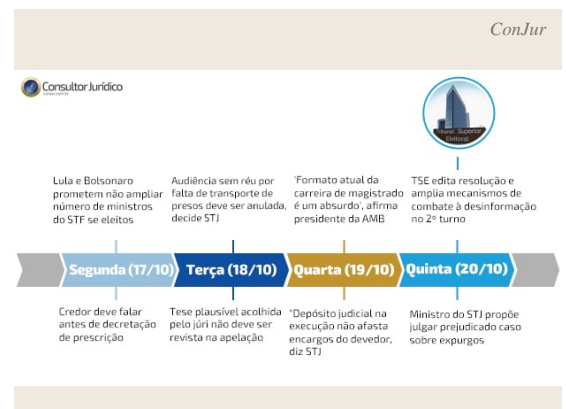 ConJur
Consultor Jurídico
Tribunal Superior
Eleitoral
Lula e Bolsonaro
prometem não ampliar
número de ministros
do STF se eleitos
Audiência sem réu por
falta de transporte de
presos deve ser anulada,
decide STJ
'Formato atual da
carreira de magistrado
é um absurdo', afirma
presidente da AMB
TSE edita resolução e
amplia mecanismos de
combate à desinformação
no 2º turno
Segunda (17/10)
Terça (18/10)
Quarta (19/10)
Quinta (20/10)
Credor deve falar
antes de decretação
de prescrição
Tese plausível acolhida
pelo júri não deve ser
revista na apelação
"Depósito judicial na
execução não afasta
encargos do devedor,
diz STJ
Ministro do STJ propõe
julgar prejudicado caso
sobre expurgos